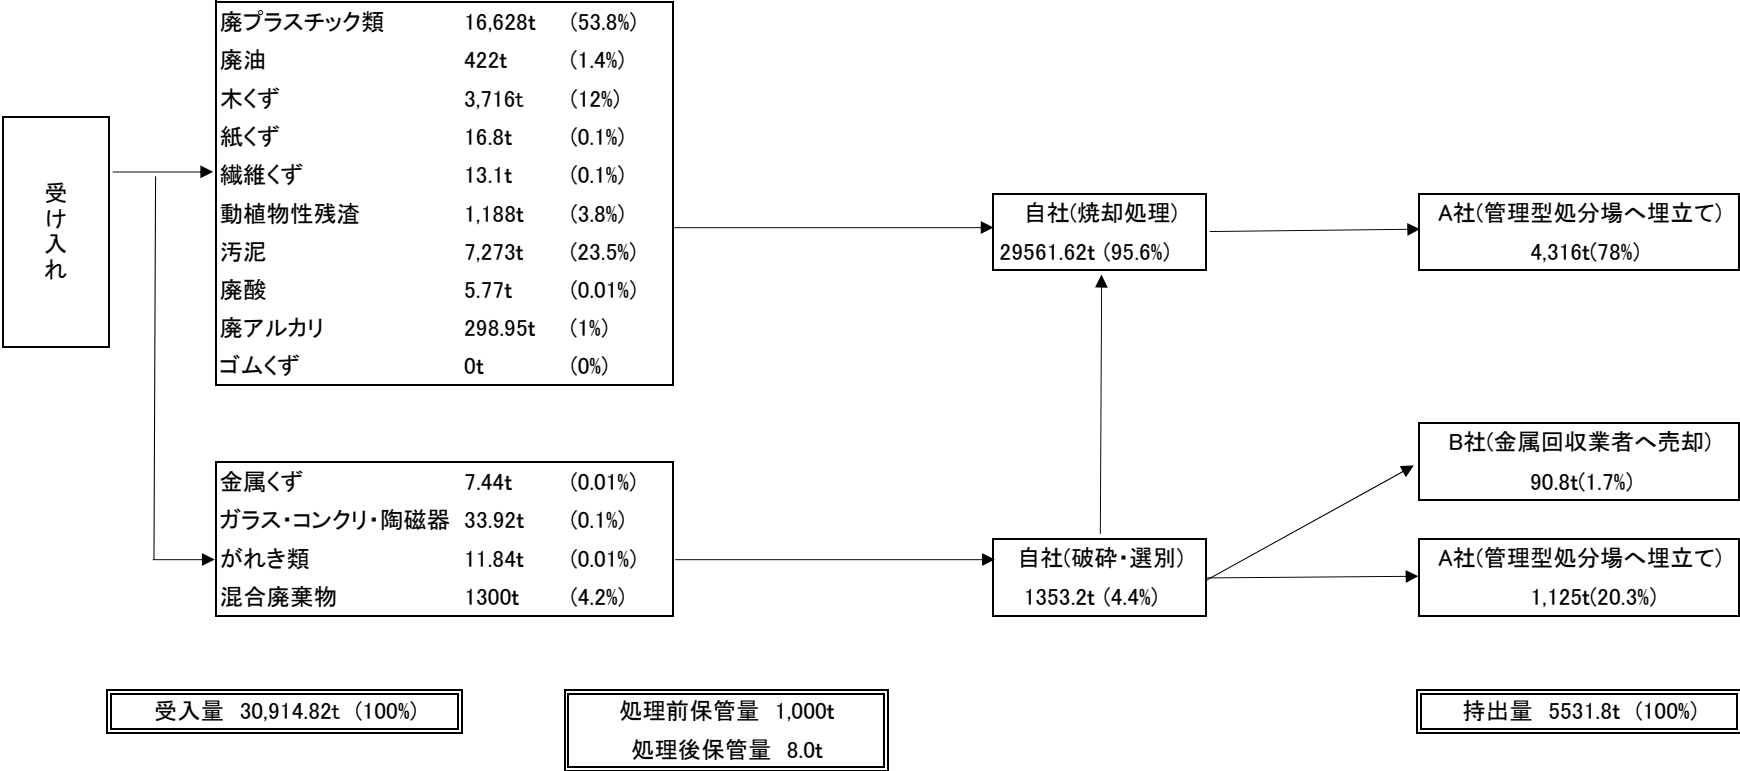 廃プラスチック類 16,628t (53.8%)
廃油 422t (1.4%)
木くず 3,716t (12%)
紙くず 16.8t (0.1%)
繊維くず 13.1t (0.1%)
動植物性残渣 1,188t (3.8%)
汚泥 7,273t (23.5%)
廃酸 5.77t (0.01%)
廃アルカリ 298.95t (1%)
ゴムくず 0t (0%)
受け入れ
自社(焼却処理)
29561.62t (95.6%)
A社(管理型処分場へ埋立て)
4,316t(78%)
金属くず 7.44t (0.01%)
ガラス・コンクリ・陶磁器 33.92t (0.1%)
がれき類 11.84t (0.01%)
混合廃棄物 1300t (4.2%)
自社(破砕・選別)
1353.2t (4.4%)
B社(金属回収業者へ売却)
90.8t(1.7%)
A社(管理型処分場へ埋立て)
1,125t(20.3%)
受入量 30,914.82t (100%)
処理前保管量 1,000t
処理後保管量 8.0t
持出量 5531.8t (100%)